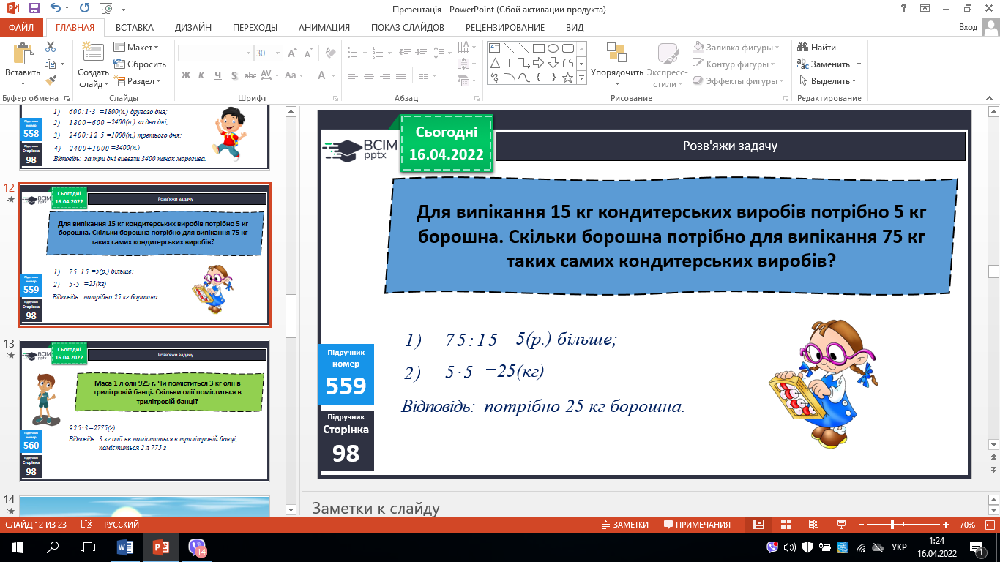 Презентація - PowerPoint (Сбой активации продукта)
ФАЙЛ ГЛАВНАЯ ВСТАВКА ДИЗАЙН ПЕРЕХОДЫ АНИМАЦИЯ ПОКАЗ СЛАЙДОВ РЕЦЕНЗИРОВАНИЕ ВИД Вход
Вставить
Создать слайд
Макет
Сбросить
Раздел
30
Ж К Ч S abc AV Aa A
Упорядочить
Экспресс-стили
Заливка фигуры
Контур фигуры
Эффекты фигуры
Найти
Заменить
Выделить
Буфер обмена Слайды Шрифт Абзац Рисование Редактирование
1) 600:1·3 =1800(п.) другого дня;
2) 1800+600 =2400(п.) за два дні;
3) 2400:12·5 =1000(п.) третього дня;
4) 2400+1000 =3400(п.)
Відповідь: за три дні вивезли 3400 пачок морозива.
Підручник
номер
558
Підручник
Сторінка
98
12
Сьогодні
16.04.2022
BCIM
pptx
Розв'яжи задачу
Для випікання 15 кг кондитерських виробів потрібно 5 кг
борошна. Скільки борошна потрібно для випікання 75 кг
таких самих кондитерських виробів?
1) 75:15 =5(р.) більше;
2) 5·5 =25(кг)
Відповідь: потрібно 25 кг борошна.
Підручник
номер
559
Підручник
Сторінка
98
13
Сьогодні
16.04.2022
BCIM
pptx
Розв'яжи задачу
Маса 1 л олії 925 г. Чи поміститься 3 кг олії в
трилітровій банці. Скільки олії поміститься в
трилітровій банці?
925·3=2775(г)
Відповідь: 3 кг олії не поміститься в трилітровій банці;
поміститься 2 л 775 г
Підручник
номер
560
Підручник
Сторінка
98
14
Сьогодні
16.04.2022
BCIM
pptx
Розв'яжи задачу
Для випікання 15 кг кондитерських виробів потрібно 5 кг
борошна. Скільки борошна потрібно для випікання 75 кг
таких самих кондитерських виробів?
1) 75:15 =5(р.) більше;
2) 5·5 =25(кг)
Відповідь: потрібно 25 кг борошна.
Підручник
номер
559
Підручник
Сторінка
98
Заметки к слайду
СЛАЙД 12 ИЗ 23 РУССКИЙ ЗАМЕТКИ ПРИМЕЧАНИЯ 70%
14
УКР
1:24
16.04.2022
1